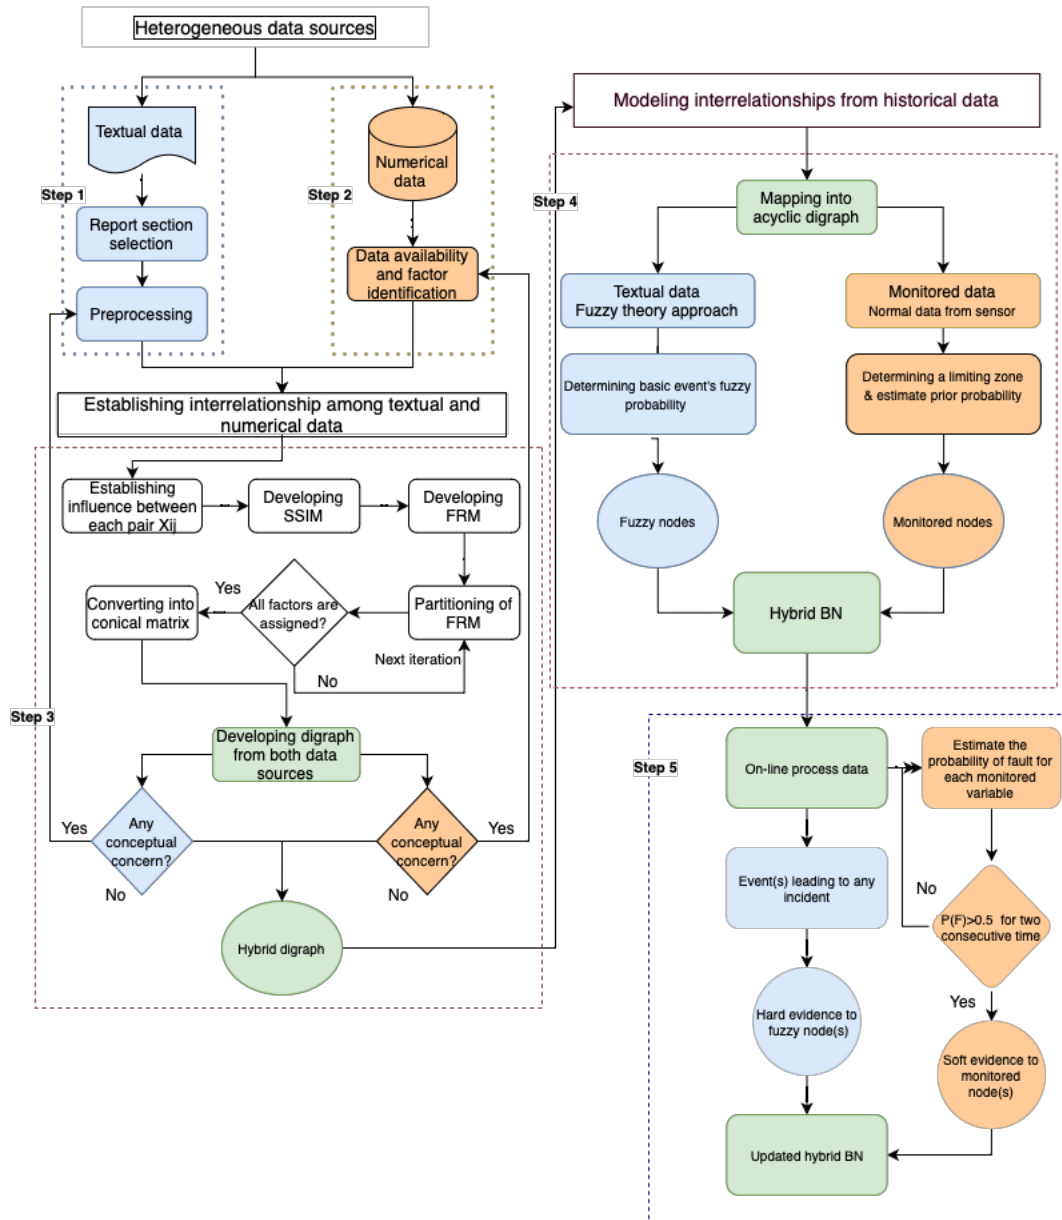 Heterogeneous data sources
Textual data
Step 1
Report section
selection
Preprocessing
Numerical
data
Step 2
Data availability
and factor
identification
Establishing interrelationship among textual and
numerical data
Establishing
influence between
each pair Xij
Developing
SSIM
Developing
FRM
Converting into
conical matrix
Yes
All factors are
assigned?
Partitioning of
FRM
Next iteration
No
Step 3
Developing digraph
from both data
sources
Yes
Any
conceptual
concern?
No
Any
conceptual
concern?
Yes
No
Hybrid digraph
Modeling interrelationships from historical data
Step 4
Mapping into
acyclic digraph
Textual data
Fuzzy theory approach
Monitored data
Normal data from sensor
Determining basic event's fuzzy
probability
Determining a limiting zone
& estimate prior probability
Fuzzy nodes
Monitored nodes
Hybrid BN
Step 5
On-line process data
Estimate the
probability of fault for
each monitored
variable
Event(s) leading to any
incident
No
P(F)>0.5 for two
consecutive time
Yes
Hard evidence to
fuzzy node(s)
Soft evidence to
monitored
node(s)
Updated hybrid BN